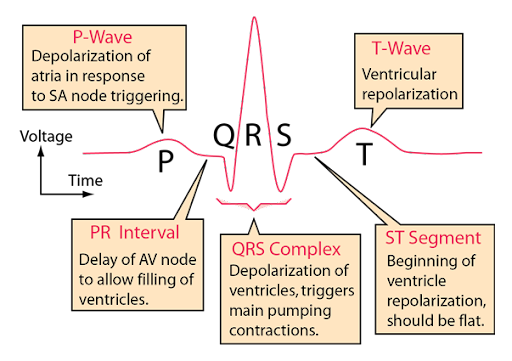 P-Wave
Depolarization of
atria in response
to SA node triggering.
T-Wave
Ventricular
repolarization
Voltage
Time
P
Q R S
T
PR Interval
Delay of AV node
to allow filling of
ventricles.
QRS Complex
Depolarization of
ventricles, triggers
main pumping
contractions.
ST Segment
Beginning of
ventricle
repolarization,
should be flat.